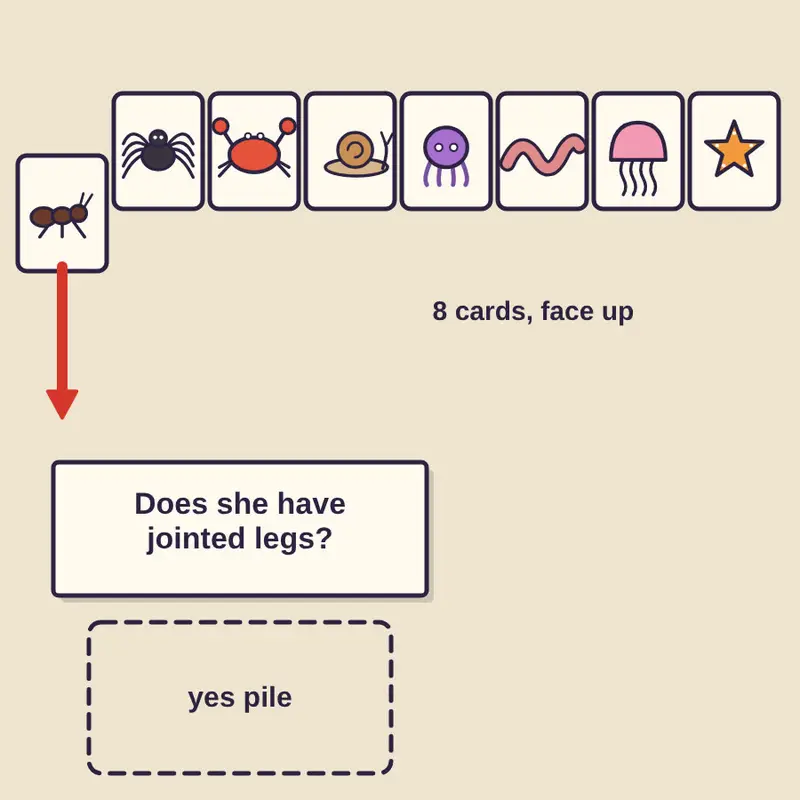 8 cards, face up
Does she have
jointed legs?
yes pile